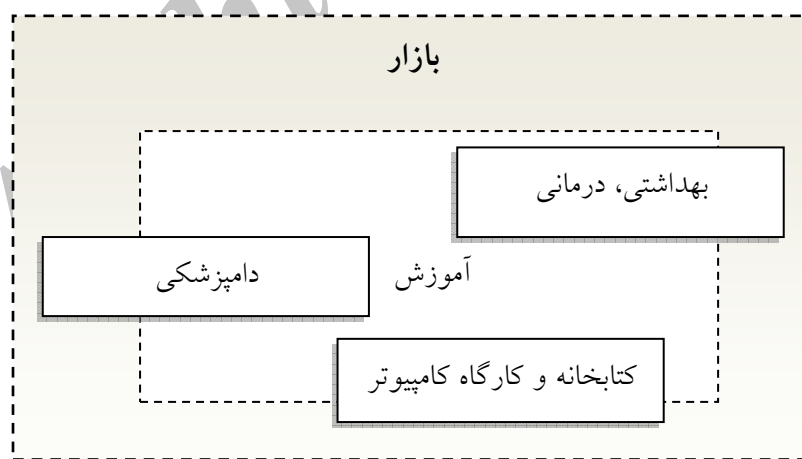 بازار
بهداشتی، درمانی
آموزش
دامپزشکی
کتابخانه و کارگاه کامپیوتر